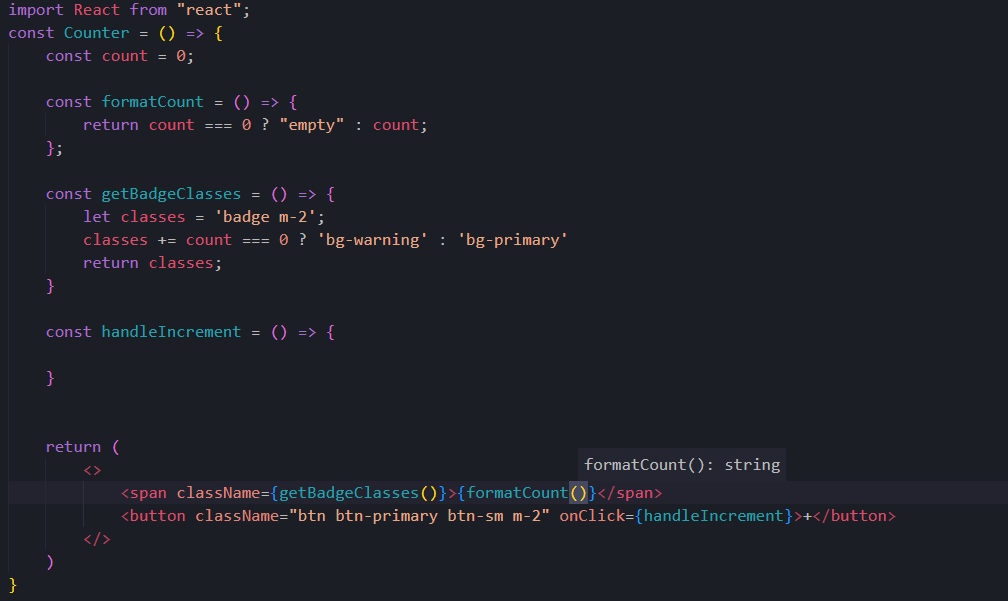 import React from "react";
const Counter = () => {
    const count = 0;

    const formatCount = () => {
        return count === 0 ? "empty" : count;
    };

    const getBadgeClasses = () => {
        let classes = 'badge m-2';
        classes += count === 0 ? 'bg-warning' : 'bg-primary'
        return classes;
    }

    const handleIncrement = () => {

    }


    return (
        <>
formatCount(): string
            <span className={getBadgeClasses()}>{formatCount()}</span>
            <button className="btn btn-primary btn-sm m-2" onClick={handleIncrement}>+</button>
        </>
    )
}